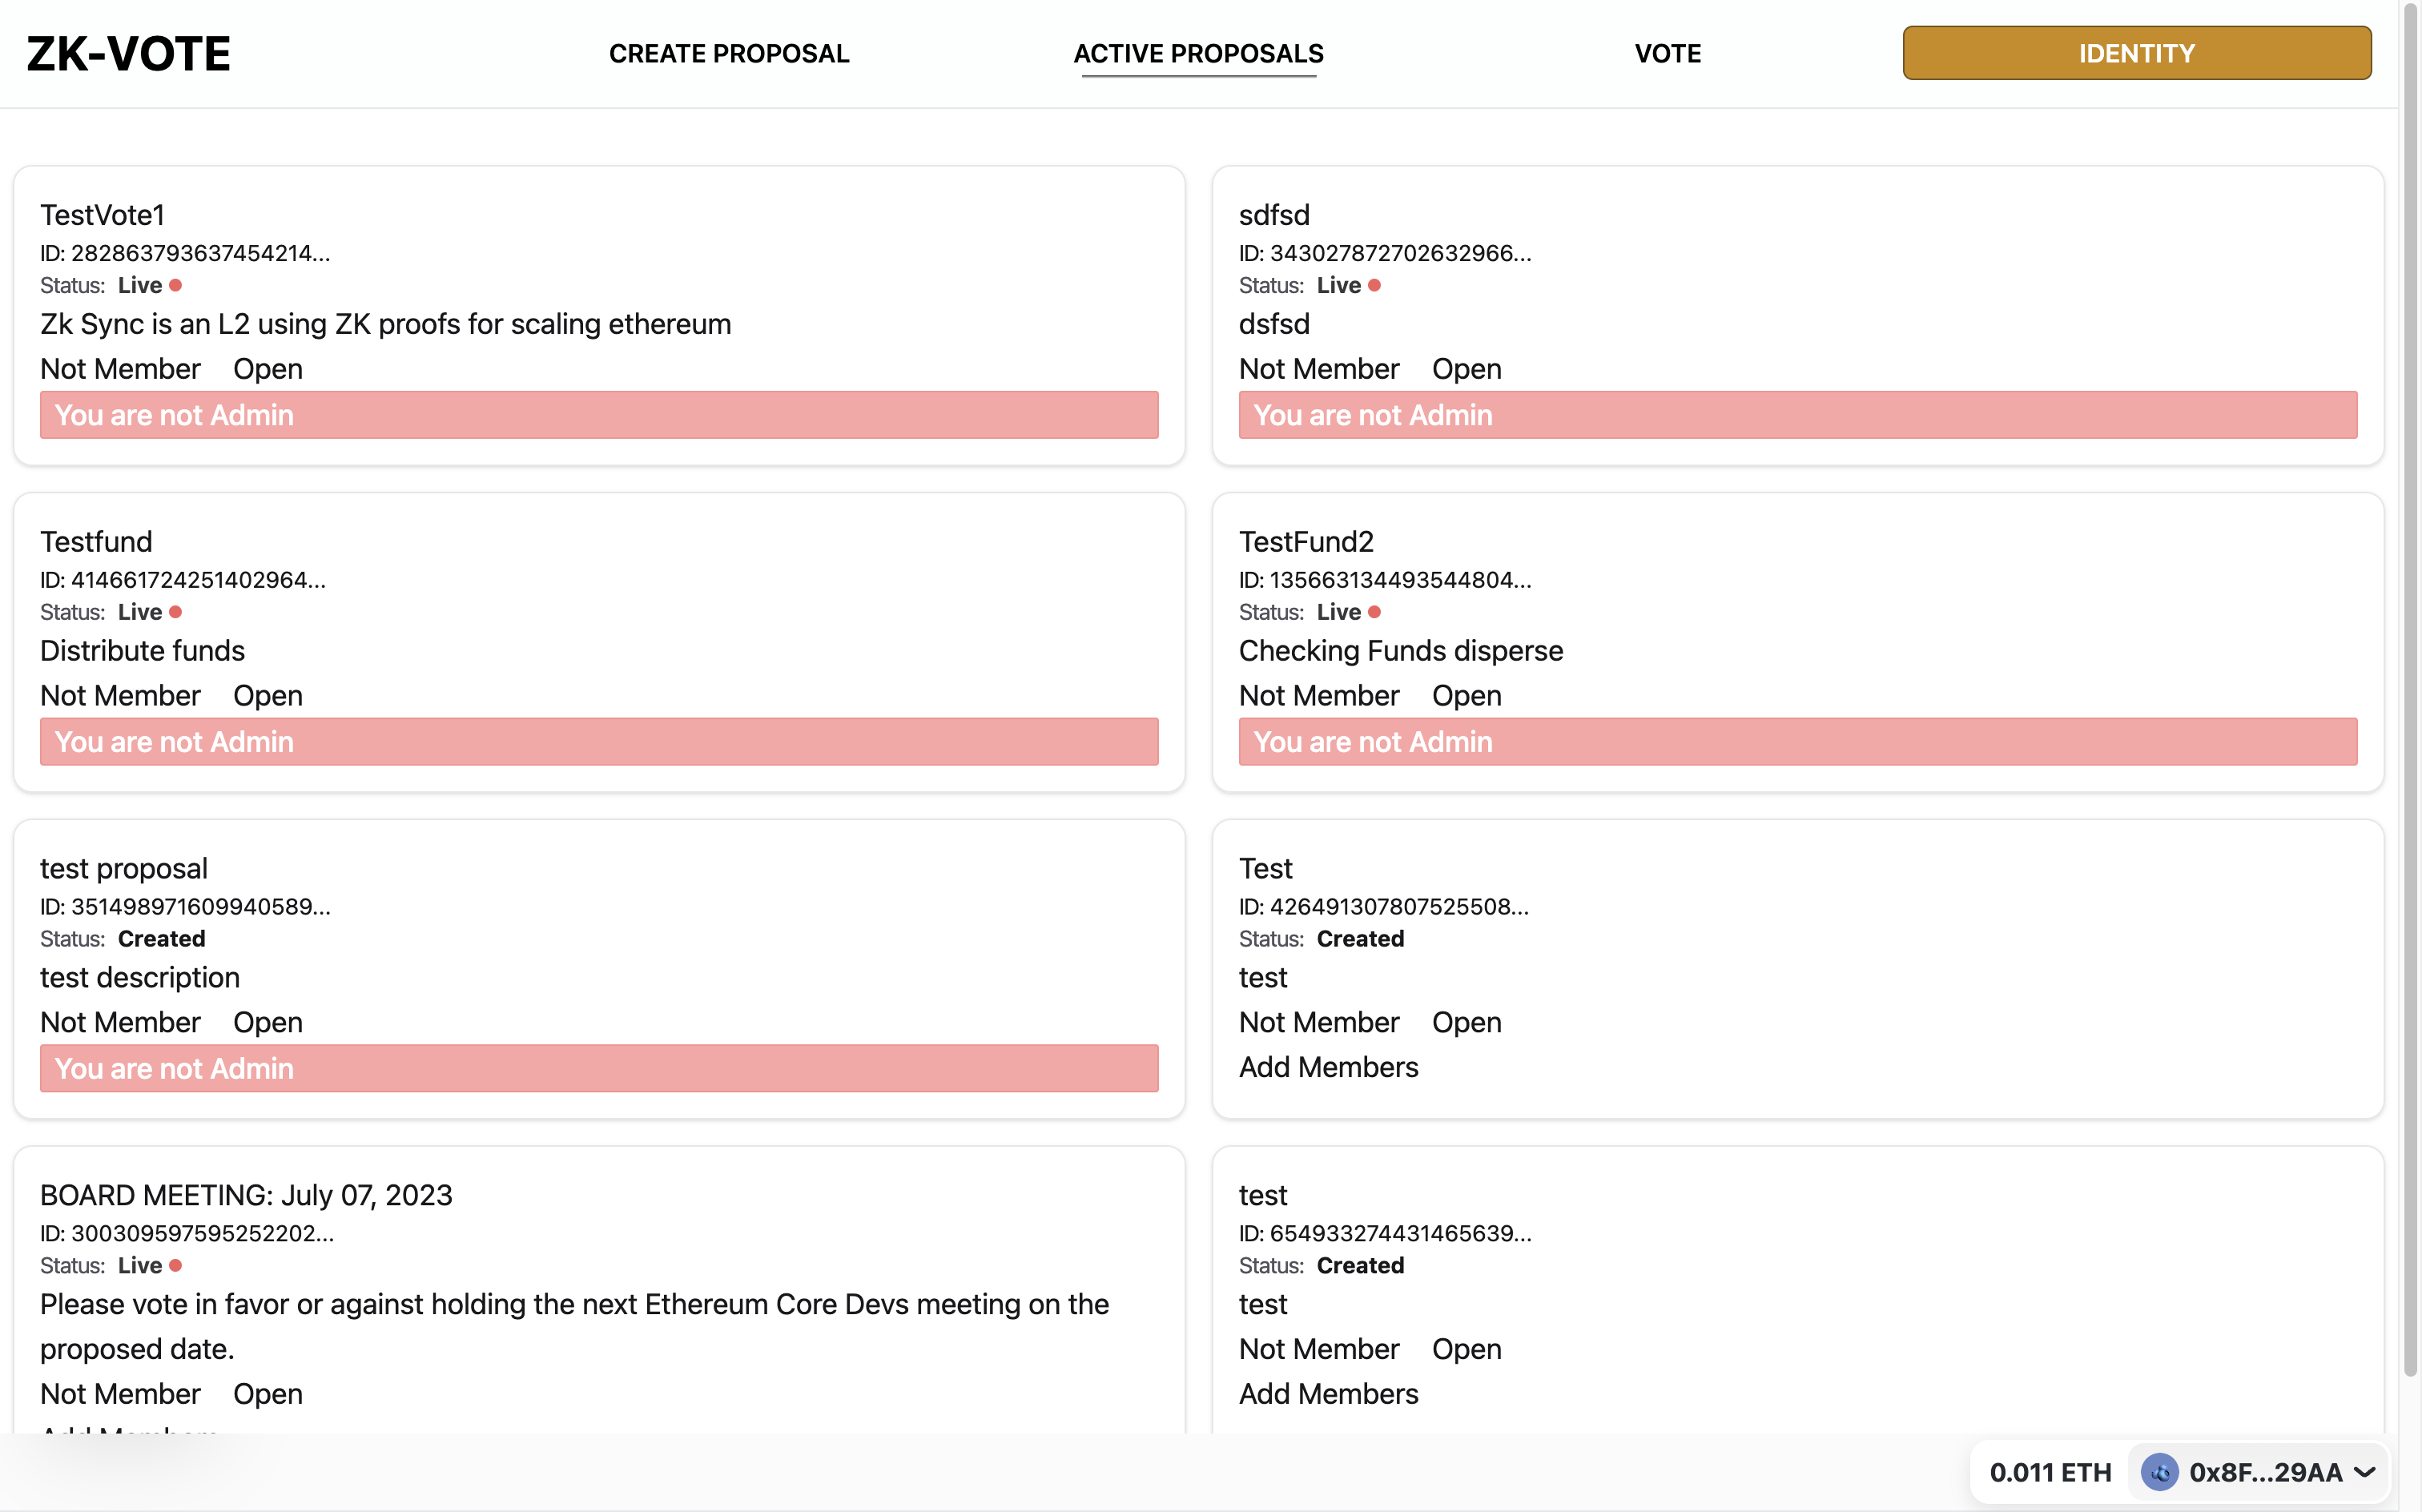 ZK-VOTE
CREATE PROPOSAL
ACTIVE PROPOSALS
VOTE
IDENTITY
TestVote1
ID: 282863793637454214...
Status: Live
Zk Sync is an L2 using ZK proofs for scaling ethereum
Not Member Open
You are not Admin
sdfsd
ID: 343027872702632966...
Status: Live
dsfsd
Not Member Open
You are not Admin
Testfund
ID: 414661724251402964...
Status: Live
Distribute funds
Not Member Open
You are not Admin
TestFund2
ID: 135663134493544804...
Status: Live
Checking Funds disperse
Not Member Open
You are not Admin
test proposal
ID: 351498971609940589...
Status: Created
test description
Not Member Open
You are not Admin
Test
ID: 426491307807525508...
Status: Created
test
Not Member Open
Add Members
BOARD MEETING: July 07, 2023
ID: 300309597595252202...
Status: Live
Please vote in favor or against holding the next Ethereum Core Devs meeting on the
proposed date.
Not Member Open
test
ID: 654933274431465639...
Status: Created
test
Not Member Open
Add Members
0.011 ETH
0x8F...29AA